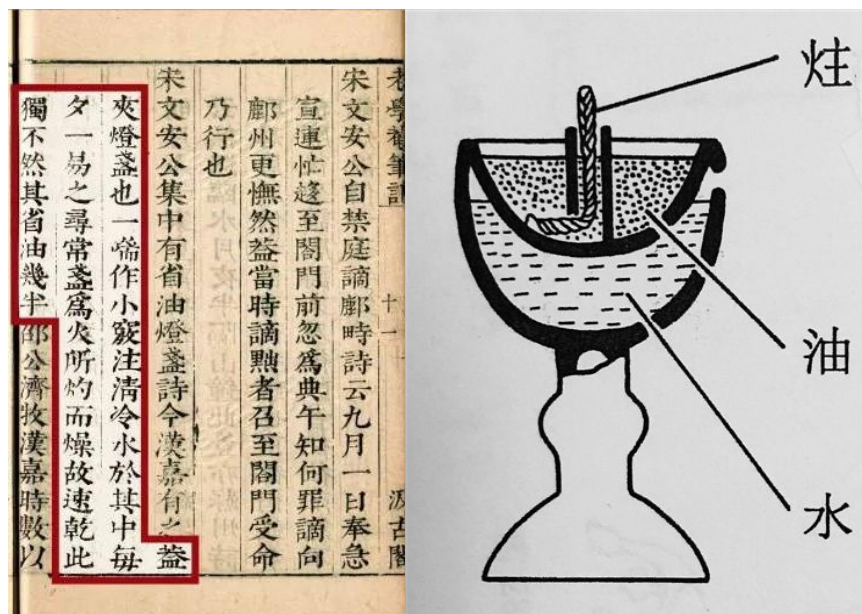 老學菴筆記
汲古閣
宋文安公自禁庭謫鄜時詩云九月一日奉急
宣連忙趨至閤門前忽爲典午知何罪謫向
鄜州更憮然葢當時謫黜者召至閤門受命
乃行也
宋文安公集中有省油燈盞詩今漢嘉有之葢
夾燈盞也一端作小竅注清冷水於其中每
夕一易之尋常盞爲火所灼而燥故速乾此
獨不然其省油幾半邵公濟牧漢嘉時數以
炷
油
水